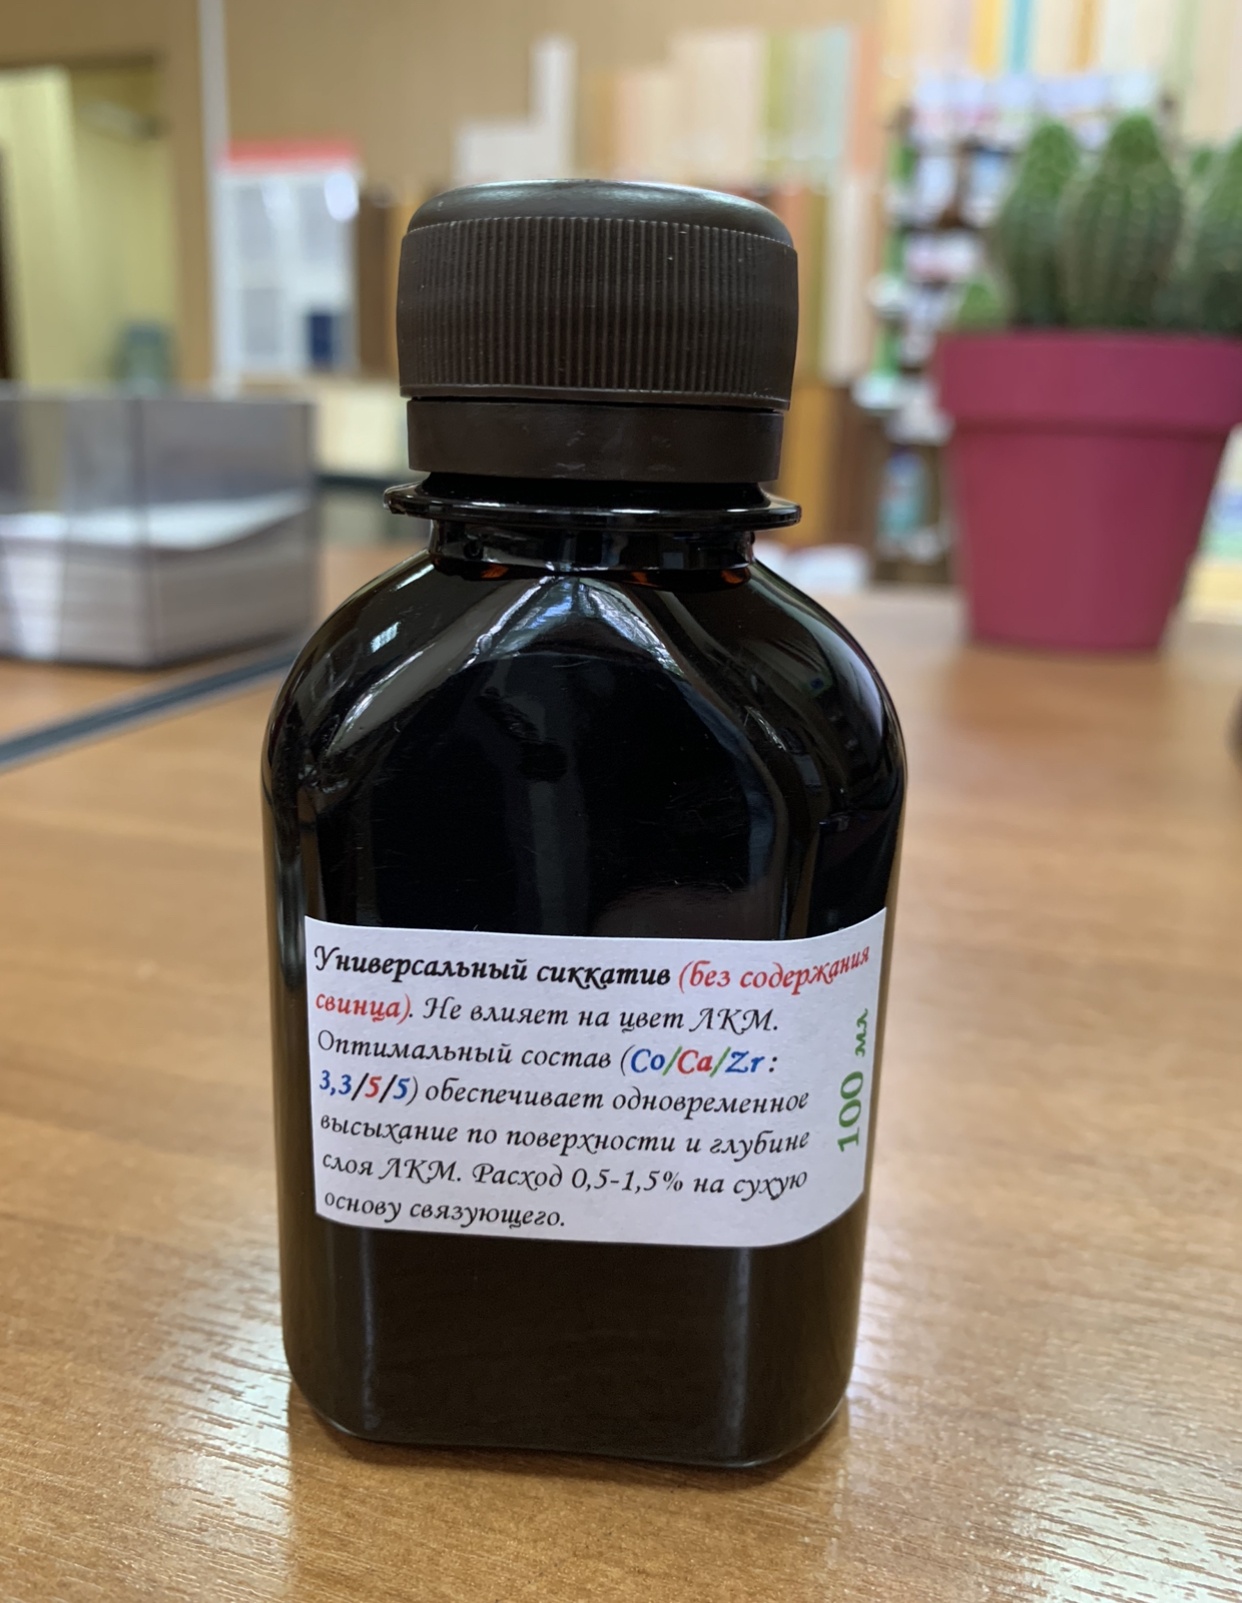 Универсальный сиккатив (без содержания
свинца). Не влияет на цвет ЛКМ.
Оптимальный состав (Co/Ca/Zr :
3,3/5/5) обеспечивает одновременное
высыхание по поверхности и глубине
слоя ЛКМ. Расход 0,5-1,5% на сухую
основу связующего.
100 мл